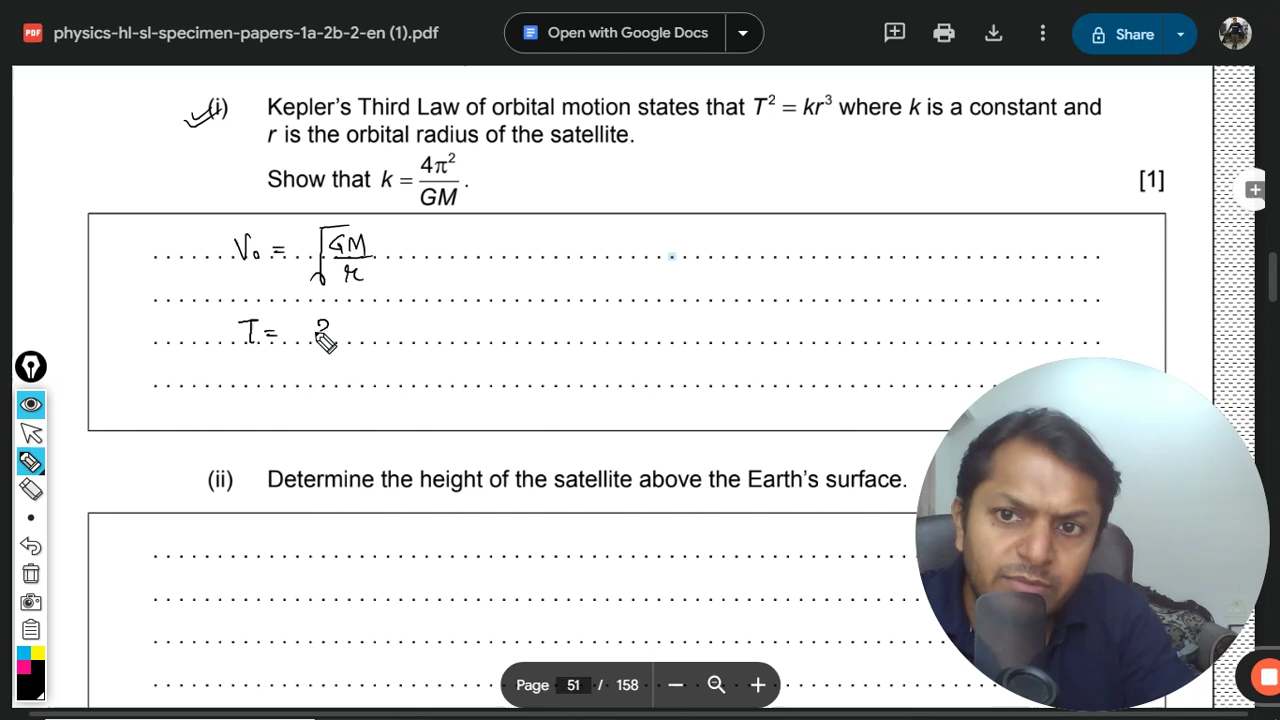 PDF physics-hl-sl-specimen-papers-1a-2b-2-en (1).pdf Open with Google Docs Share
(i) Kepler's Third Law of orbital motion states that T² = kr³ where k is a constant and
r is the orbital radius of the satellite.
Show that k = 4π²/GM. [1]
V₀ = √(GM/r)
T = 2
(ii) Determine the height of the satellite above the Earth's surface.
Page 51 / 158